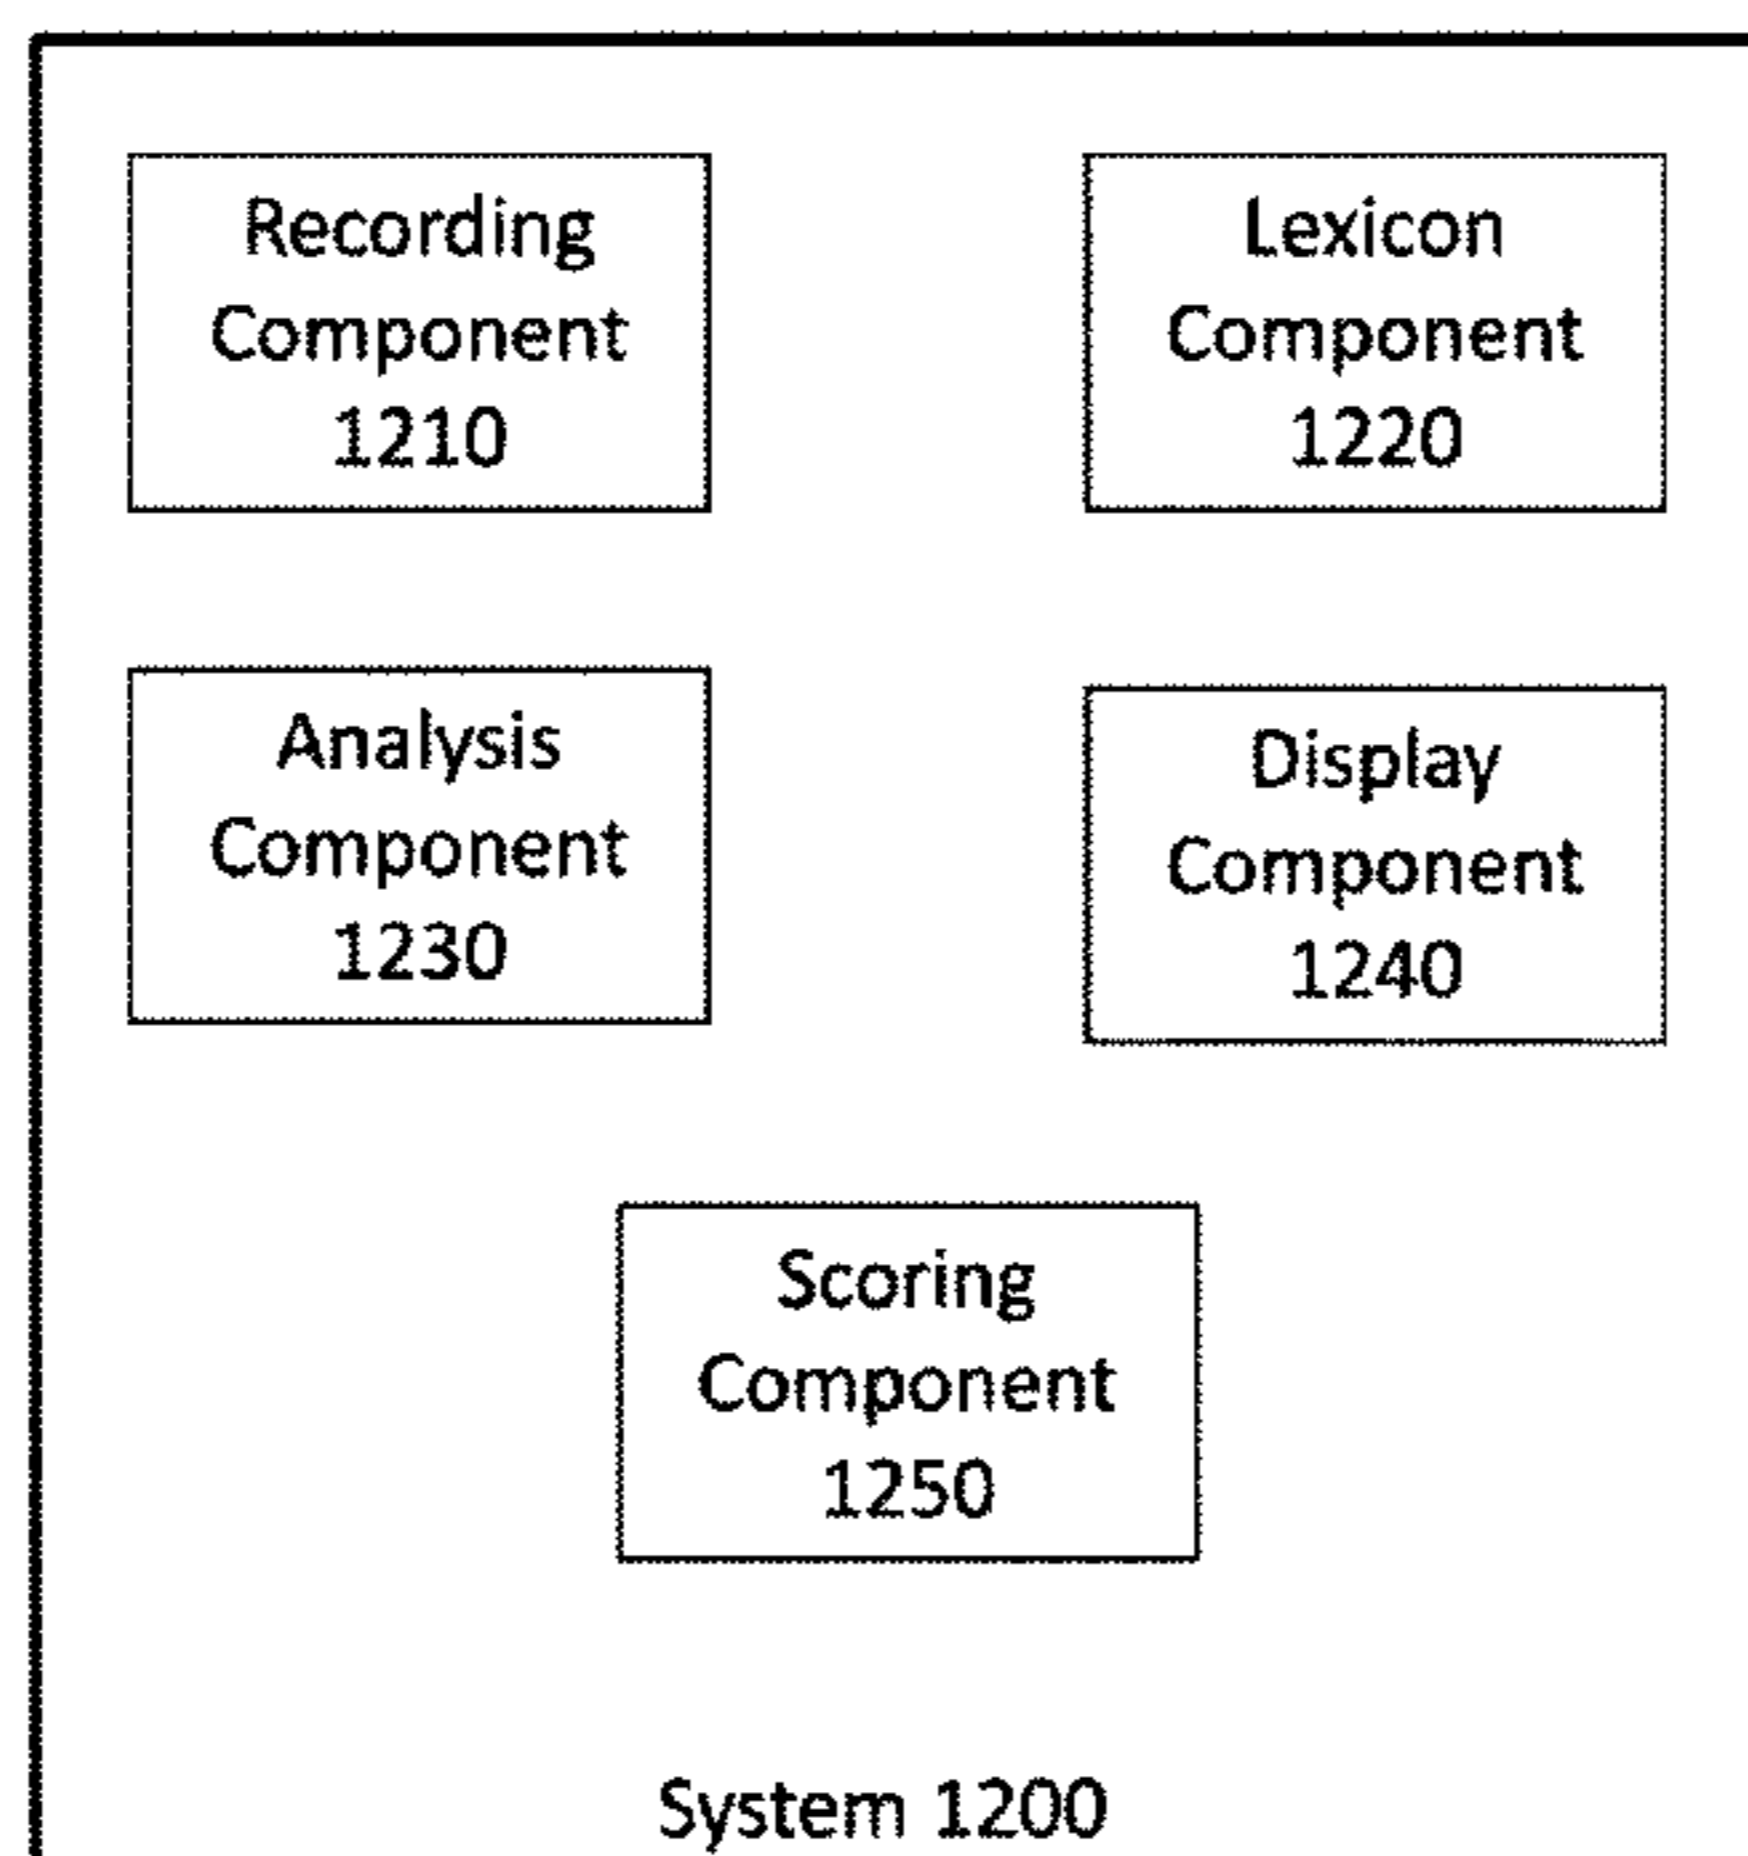 Recording
Component
1210
Lexicon
Component
1220
Analysis
Component
1230
Display
Component
1240
Scoring
Component
1250
System 1200